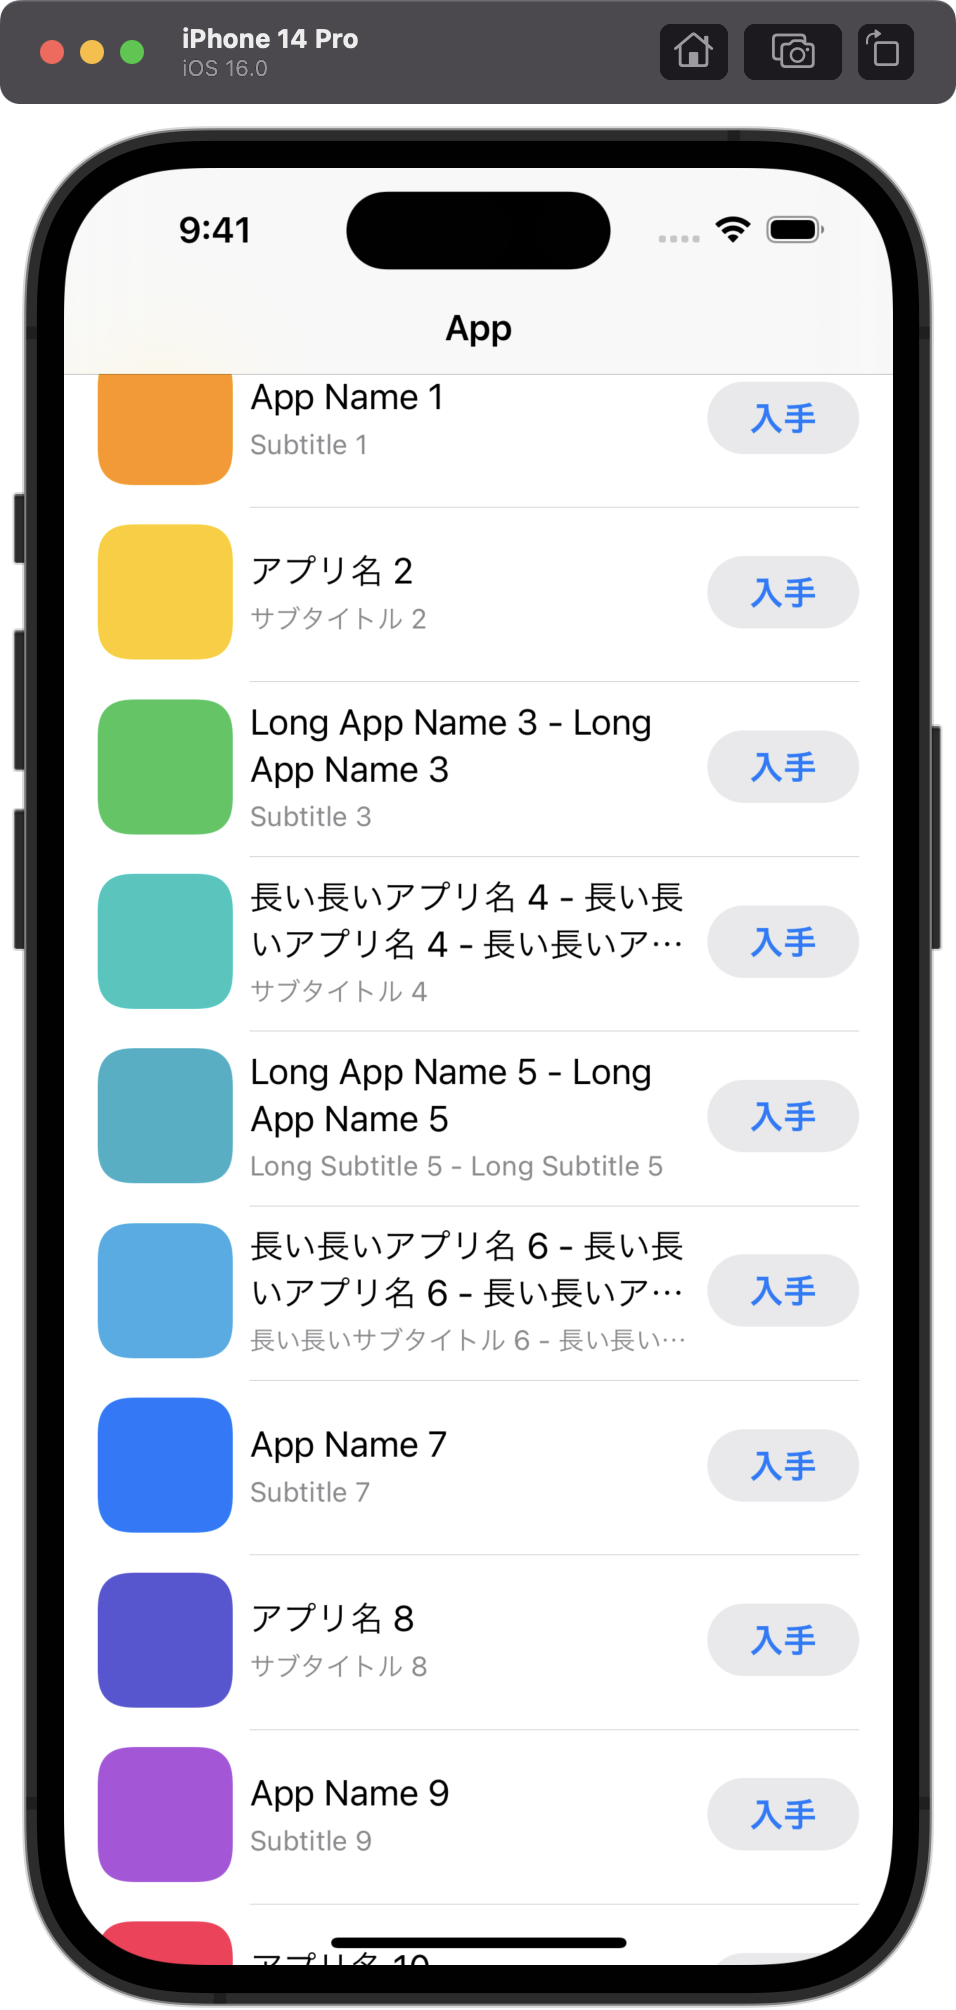 iPhone 14 Pro
iOS 16.0
9:41
App
App Name 1
Subtitle 1
入手
アプリ名 2
サブタイトル 2
入手
Long App Name 3 - Long
App Name 3
Subtitle 3
入手
長い長いアプリ名 4 - 長い長
いアプリ名 4 - 長い長いア…
サブタイトル 4
入手
Long App Name 5 - Long
App Name 5
Long Subtitle 5 - Long Subtitle 5
入手
長い長いアプリ名 6 - 長い長
いアプリ名 6 - 長い長いア…
長い長いサブタイトル 6 - 長い長い…
入手
App Name 7
Subtitle 7
入手
アプリ名 8
サブタイトル 8
入手
App Name 9
Subtitle 9
入手
アプリ名 10